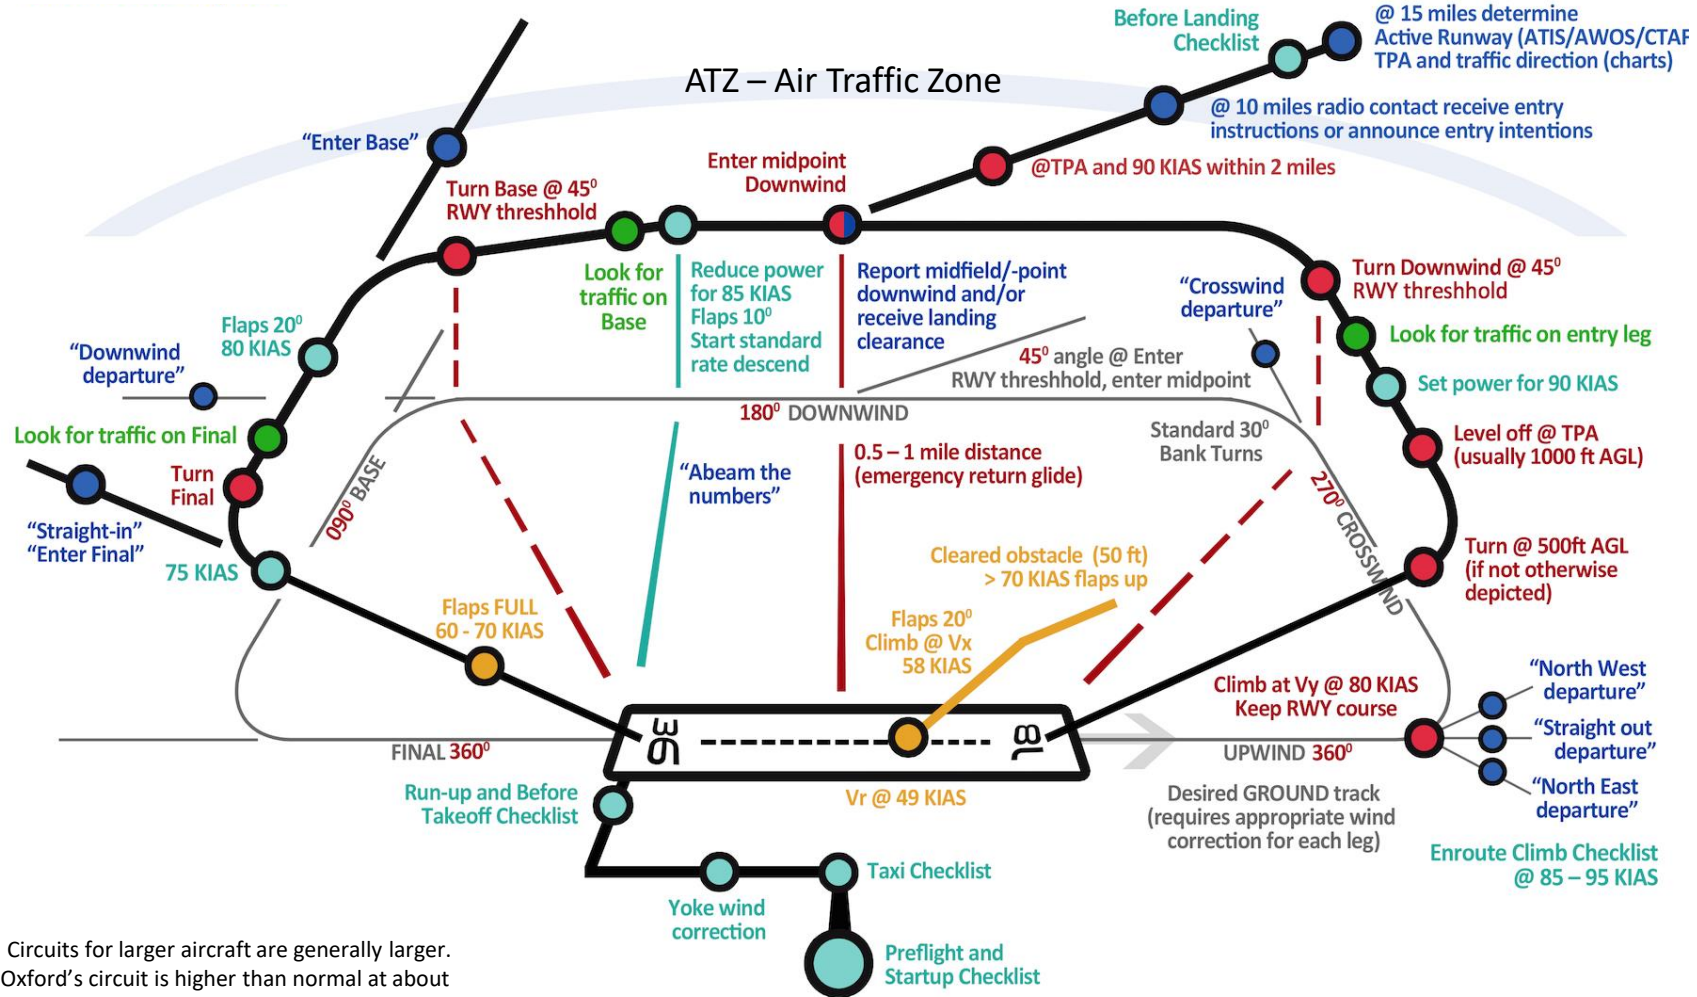 ATZ – Air Traffic Zone
Before Landing
Checklist
@ 15 miles determine
Active Runway (ATIS/AWOS/CTAF
TPA and traffic direction (charts)
@ 10 miles radio contact receive entry
instructions or announce entry intentions
@TPA and 90 KIAS within 2 miles
“Enter Base”
Turn Base @ 45⁰
RWY threshhold
Enter midpoint
Downwind
Look for
traffic on
Base
Reduce power
for 85 KIAS
Flaps 10⁰
Start standard
rate descend
Report midfield/-point
downwind and/or
receive landing
clearance
“Crosswind
departure”
Turn Downwind @ 45⁰
RWY threshhold
Look for traffic on entry leg
Set power for 90 KIAS
Level off @ TPA
(usually 1000 ft AGL)
Turn @ 500ft AGL
(if not otherwise
depicted)
Flaps 20⁰
80 KIAS
“Downwind
departure”
Look for traffic on Final
Turn
Final
“Straight-in”
“Enter Final”
75 KIAS
45⁰ angle @ Enter
RWY threshhold, enter midpoint
180⁰ DOWNWIND
Standard 30⁰
Bank Turns
090⁰ BASE
270⁰ CROSSWIND
“Abeam the
numbers”
0.5 – 1 mile distance
(emergency return glide)
Cleared obstacle (50 ft)
> 70 KIAS flaps up
Flaps 20⁰
Climb @ Vx
58 KIAS
Flaps FULL
60 - 70 KIAS
Climb at Vy @ 80 KIAS
Keep RWY course
“North West
departure”
“Straight out
departure”
“North East
departure”
36
18
FINAL 360⁰
UPWIND 360⁰
Vr @ 49 KIAS
Run-up and Before
Takeoff Checklist
Desired GROUND track
(requires appropriate wind
correction for each leg)
Enroute Climb Checklist
@ 85 – 95 KIAS
Taxi Checklist
Yoke wind
correction
Preflight and
Startup Checklist
Circuits for larger aircraft are generally larger.
Oxford’s circuit is higher than normal at about